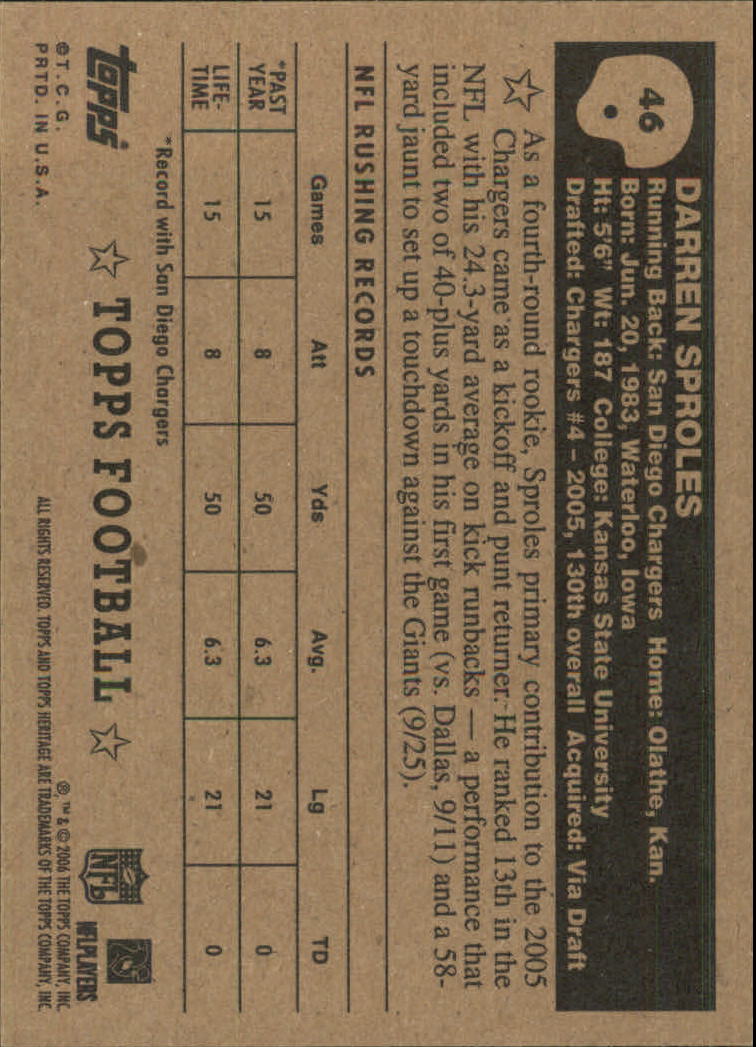 46
DARREN SPROLES
Running Back: San Diego Chargers Home: Olathe, Kan.
Born: Jun. 20, 1983, Waterloo, Iowa
Ht: 5'6" Wt: 187 College: Kansas State University
Drafted: Chargers #4 – 2005, 130th overall Acquired: Via Draft
As a fourth-round rookie, Sproles primary contribution to the 2005
Chargers came as a kickoff and punt returner. He ranked 13th in the
NFL with his 24.3-yard average on kick runbacks — a performance that
included two of 40-plus yards in his first game (vs. Dallas, 9/11) and a 58-
yard jaunt to set up a touchdown against the Giants (9/25).
NFL RUSHING RECORDS
Games Att Yds Avg. Lg TD
*PAST YEAR 15 8 50 6.3 21 0
LIFE-TIME 15 8 50 6.3 21 0
*Record with San Diego Chargers
topps
☆ TOPPS FOOTBALL ☆
NFL
NFLPLAYERS
©T.C.G.
PRTD. IN U.S.A.
®, ™ & © 2006 THE TOPPS COMPANY, INC.
ALL RIGHTS RESERVED. TOPPS AND TOPPS HERITAGE ARE TRADEMARKS OF THE TOPPS COMPANY, INC.